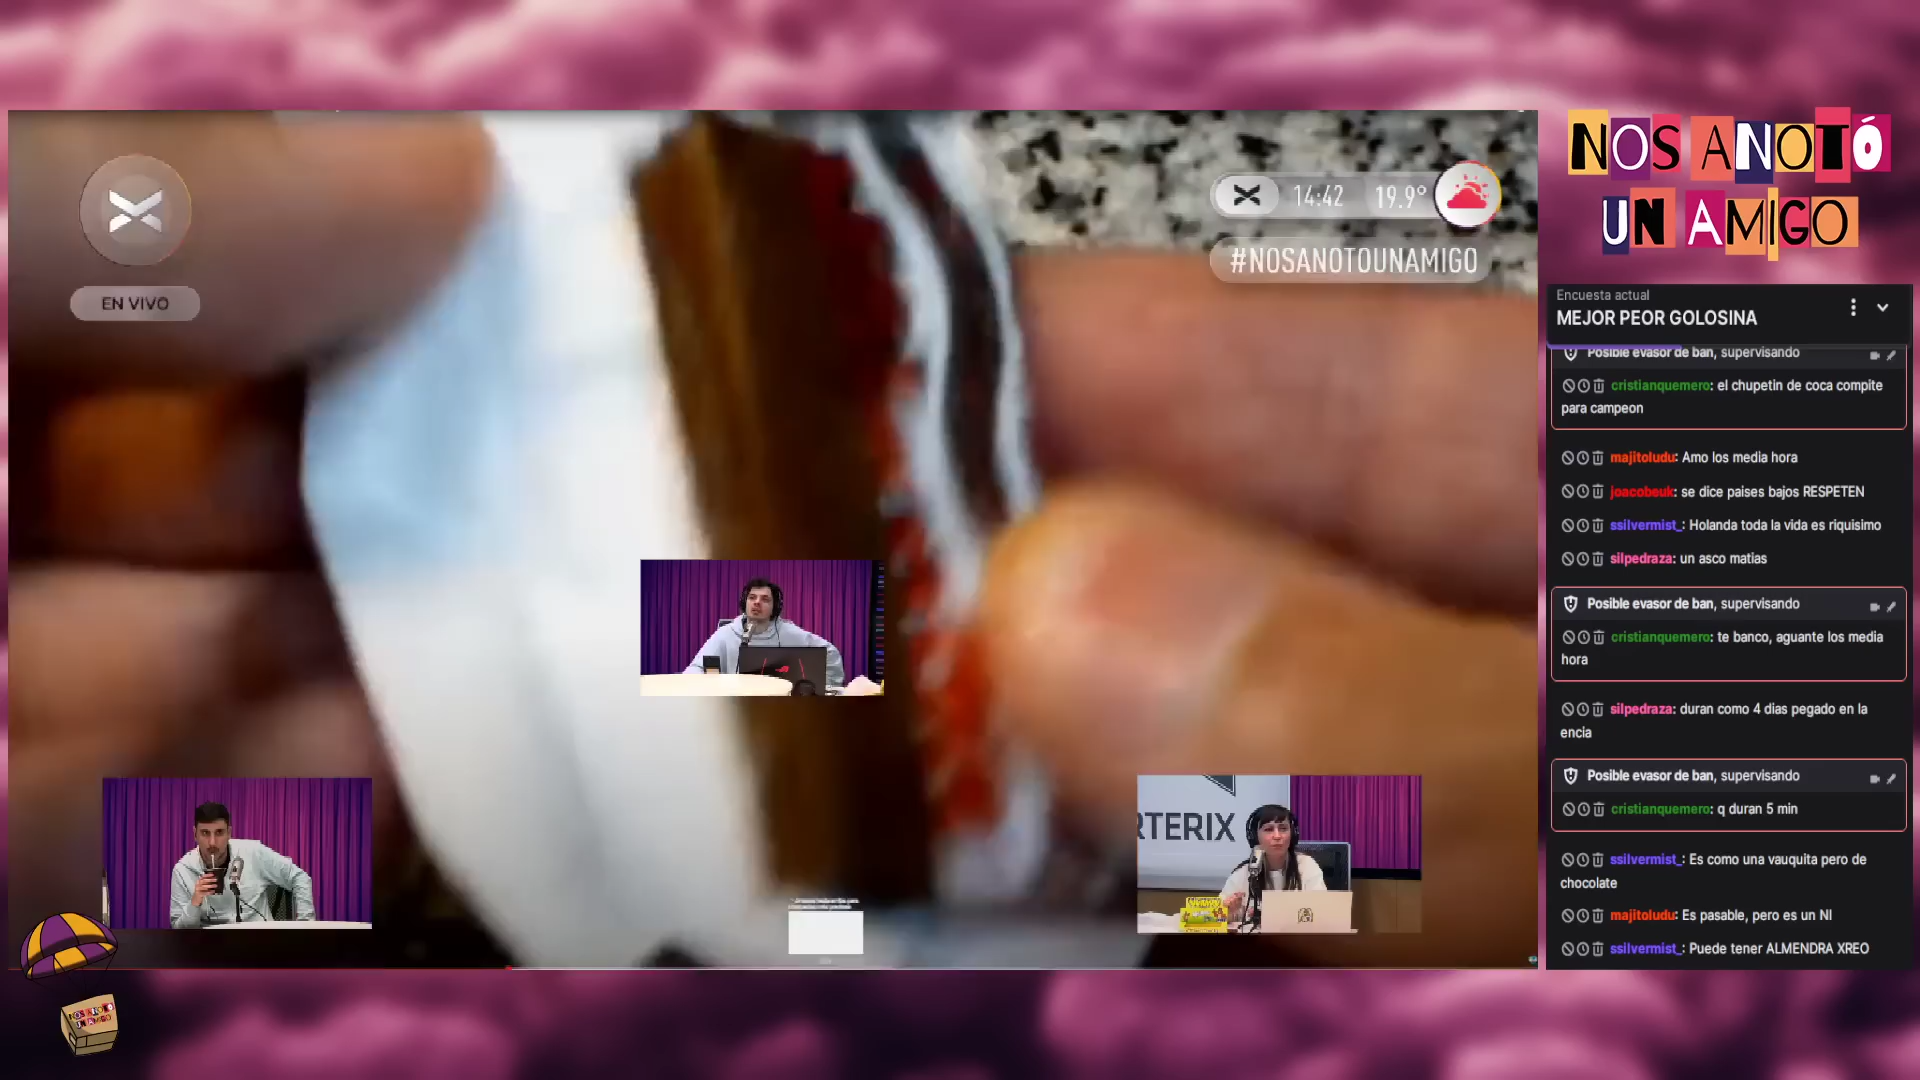 EN VIVO
14:42 19.9°
#NOSANOTOUNAMIGO
RTERIX
NOS ANOTÓ
UN AMIGO
Encuesta actual
MEJOR PEOR GOLOSINA
Posible evasor de ban, supervisando
cristianquemero: el chupetin de coca compite
para campeon
majitoludu: Amo los media hora
joacobeuk: se dice paises bajos RESPETEN
ssilvermist_: Holanda toda la vida es riquisimo
silpedraza: un asco matias
Posible evasor de ban, supervisando
cristianquemero: te banco, aguante los media
hora
silpedraza: duran como 4 dias pegado en la
encia
Posible evasor de ban, supervisando
cristianquemero: q duran 5 min
ssilvermist_: Es como una vauquita pero de
chocolate
majitoludu: Es pasable, pero es un NI
ssilvermist_: Puede tener ALMENDRA XREO
NOS ANOTÓ
UN AMIGO